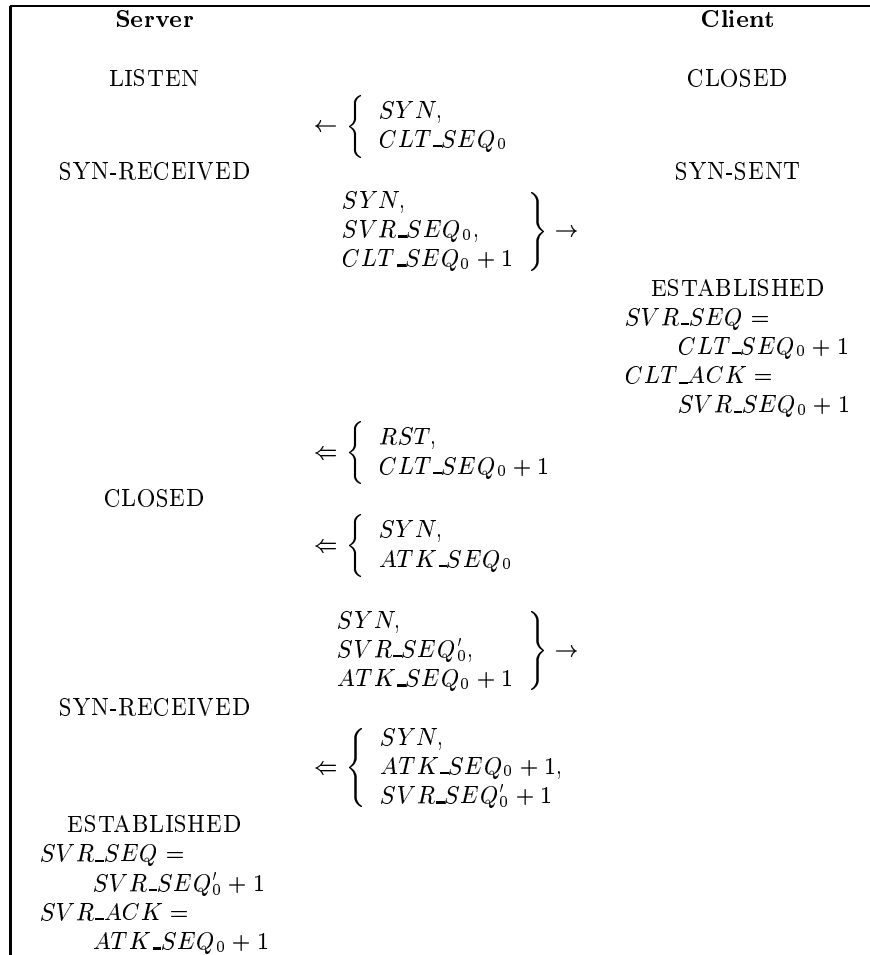 Server Client
LISTEN CLOSED
← { SYN,
CLT_SEQ₀
SYN-RECEIVED SYN-SENT
SYN,
SVR_SEQ₀,
CLT_SEQ₀ + 1 } →
ESTABLISHED
SVR_SEQ =
CLT_SEQ₀ + 1
CLT_ACK =
SVR_SEQ₀ + 1
⇐ { RST,
CLT_SEQ₀ + 1
CLOSED
⇐ { SYN,
ATK_SEQ₀
SYN,
SVR_SEQ′₀,
ATK_SEQ₀ + 1 } →
SYN-RECEIVED
⇐ { SYN,
ATK_SEQ₀ + 1,
SVR_SEQ′₀ + 1
ESTABLISHED
SVR_SEQ =
SVR_SEQ′₀ + 1
SVR_ACK =
ATK_SEQ₀ + 1